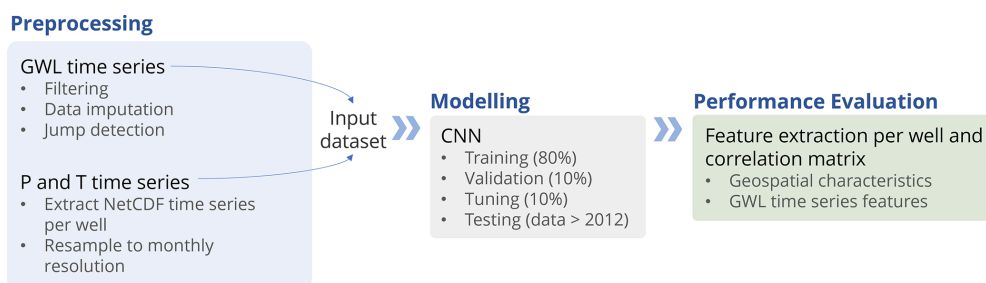 Preprocessing
GWL time series
• Filtering
• Data imputation
• Jump detection
P and T time series
• Extract NetCDF time series
per well
• Resample to monthly
resolution
Input
dataset
Modelling
CNN
• Training (80%)
• Validation (10%)
• Tuning (10%)
• Testing (data > 2012)
Performance Evaluation
Feature extraction per well and
correlation matrix
• Geospatial characteristics
• GWL time series features